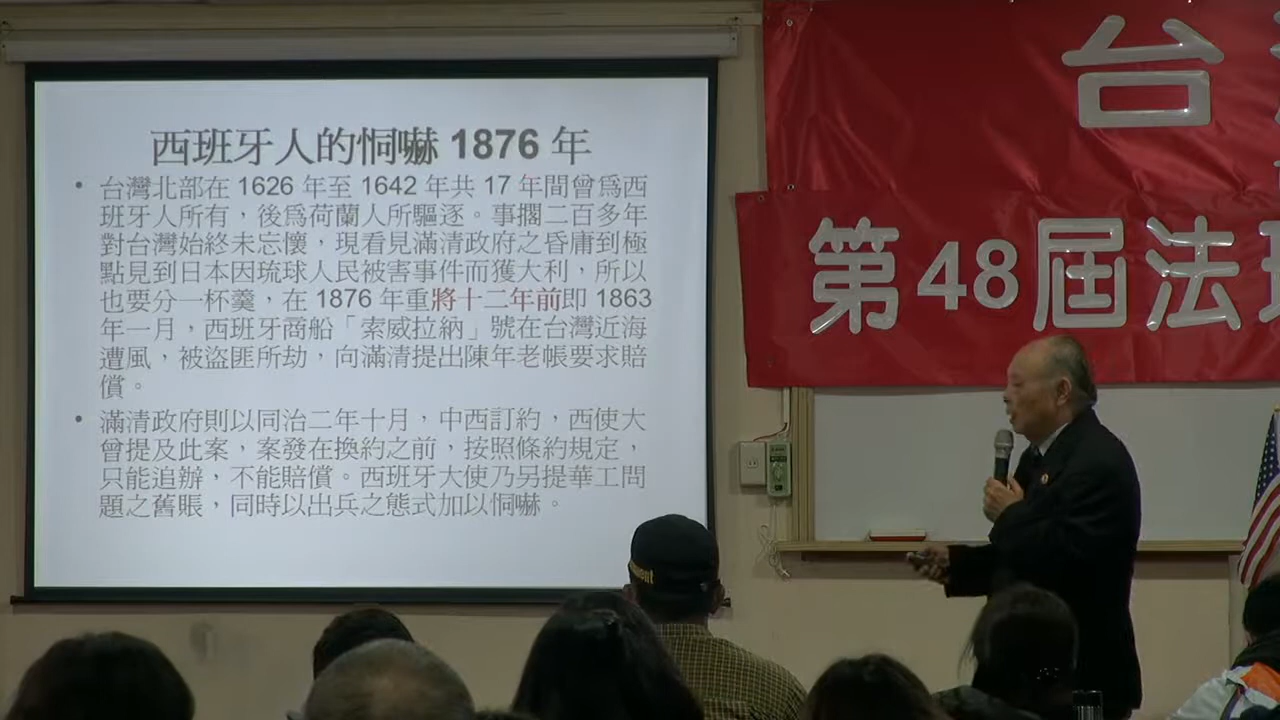 西班牙人的恫嚇 1876 年
• 台灣北部在 1626 年至 1642 年共 17 年間曾爲西
班牙人所有，後爲荷蘭人所驅逐。事擱二百多年
對台灣始終未忘懷，現看見滿清政府之昏庸到極
點見到日本因琉球人民被害事件而獲大利，所以
也要分一杯羹，在 1876 年重將十二年前即 1863
年一月，西班牙商船「索威拉納」號在台灣近海
遭風，被盜匪所劫，向滿清提出陳年老帳要求賠
償。
• 滿清政府則以同治二年十月，中西訂約，西使大
曾提及此案，案發在換約之前，按照條約規定，
只能追辦，不能賠償。西班牙大使乃另提華工問
題之舊賬，同時以出兵之態式加以恫嚇。
台
第48屆法